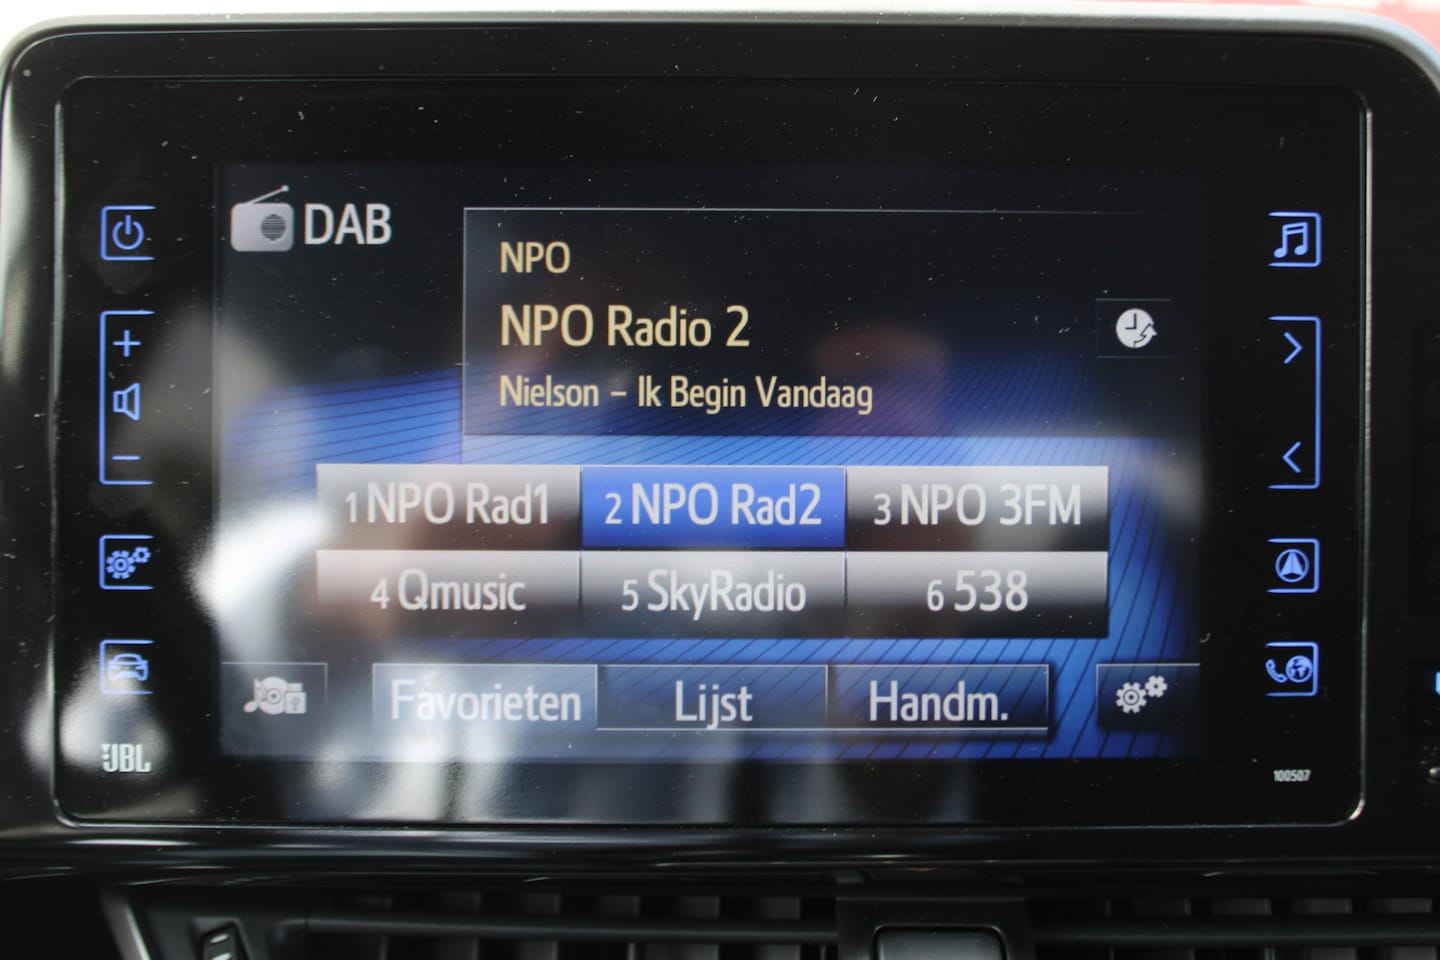 DAB
NPO
NPO Radio 2
Nielson – Ik Begin Vandaag
1 NPO Rad1 2 NPO Rad2 3 NPO 3FM
4 Qmusic 5 SkyRadio 6 538
Favorieten Lijst Handm.
JBL 100507